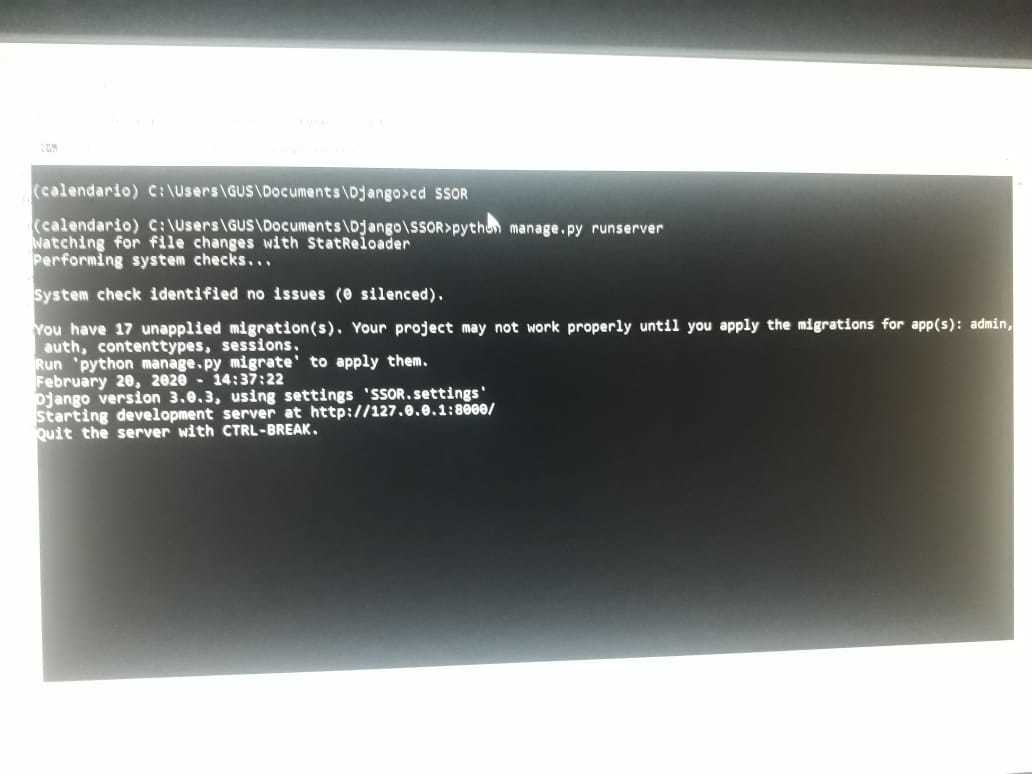 (calendario) C:\Users\GUS\Documents\Django>cd SSOR
(calendario) C:\Users\GUS\Documents\Django\SSOR>python manage.py runserver
Watching for file changes with StatReloader
Performing system checks...
System check identified no issues (0 silenced).
You have 17 unapplied migration(s). Your project may not work properly until you apply the migrations for app(s): admin,
auth, contenttypes, sessions.
Run 'python manage.py migrate' to apply them.
February 20, 2020 - 14:37:22
Django version 3.0.3, using settings 'SSOR.settings'
Starting development server at http://127.0.0.1:8000/
Quit the server with CTRL-BREAK.